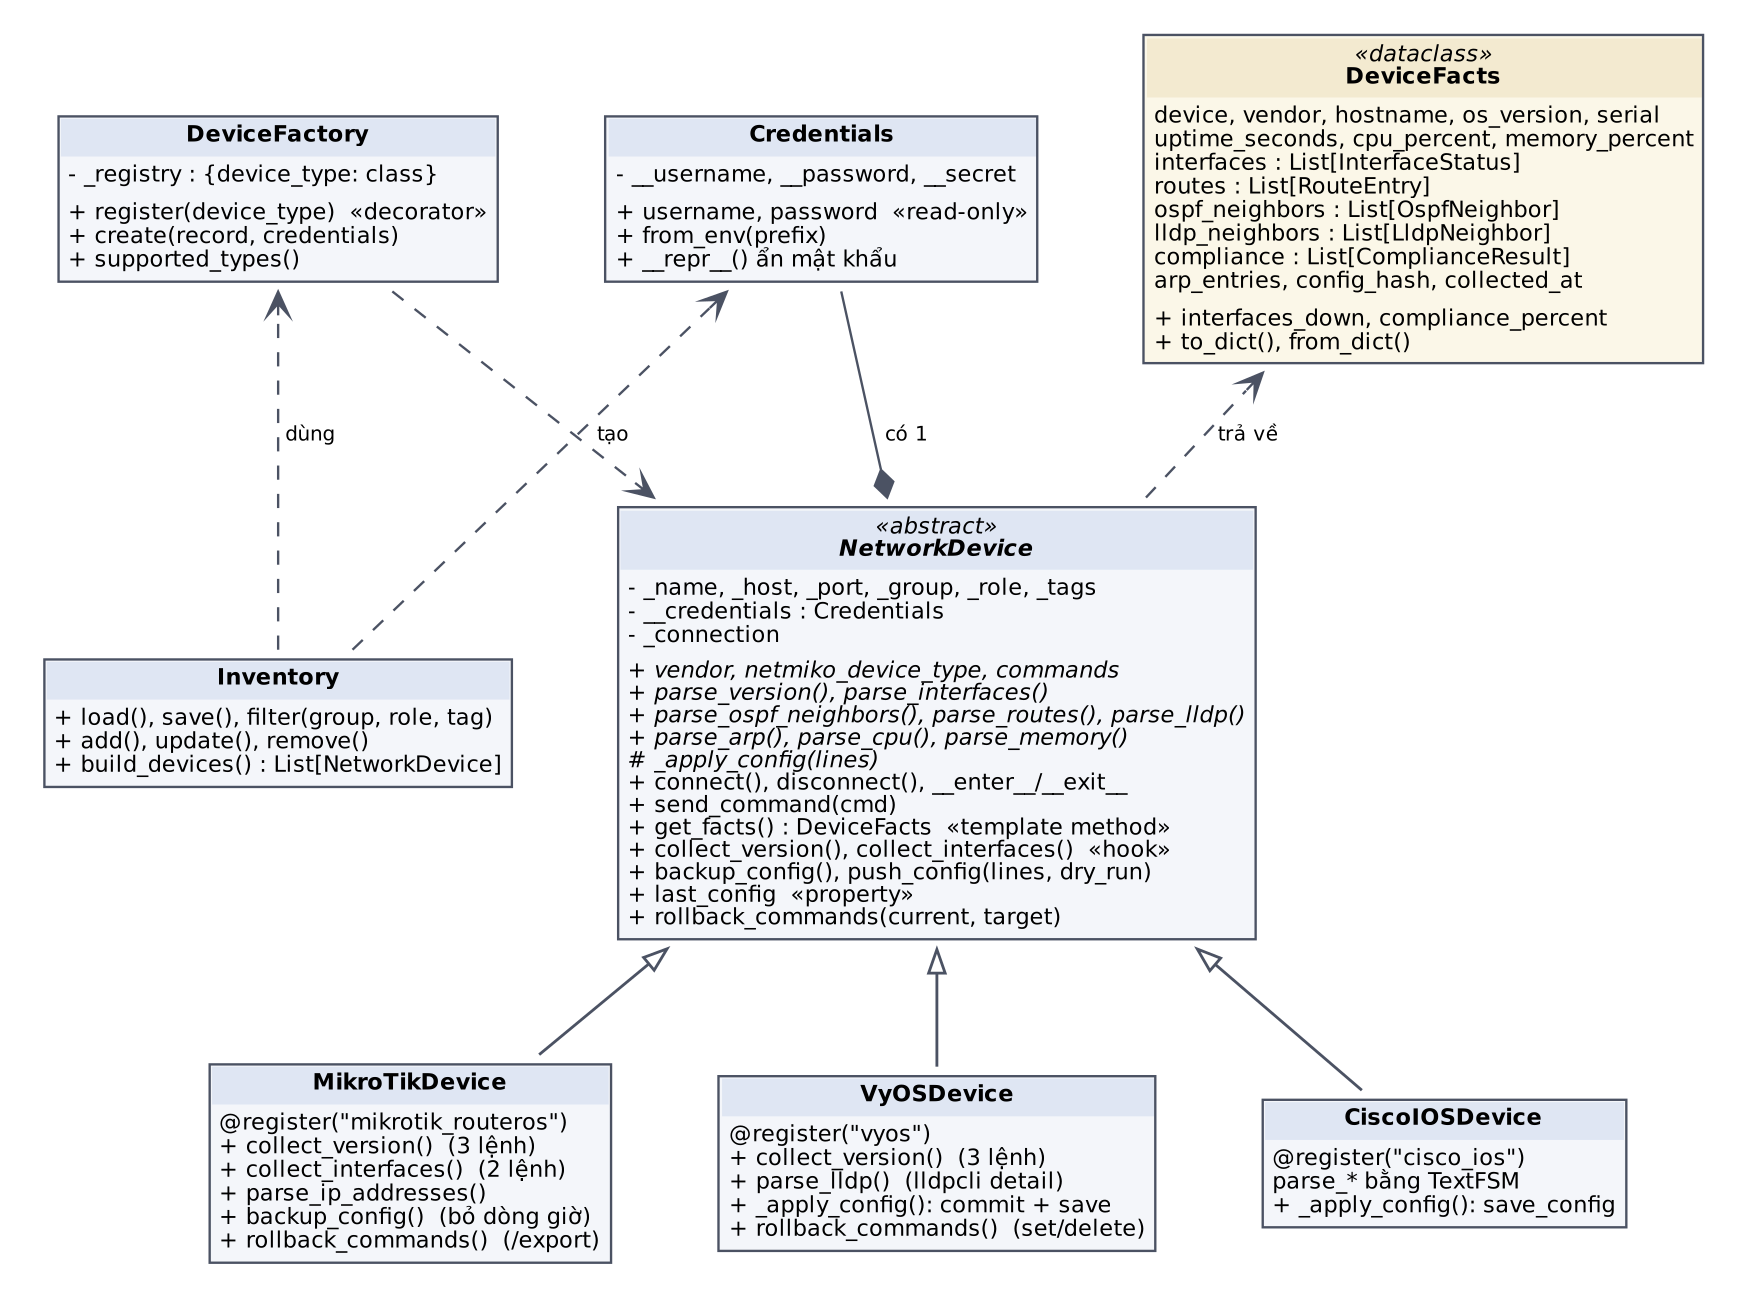 «dataclass»
DeviceFacts
device, vendor, hostname, os_version, serial
uptime_seconds, cpu_percent, memory_percent
interfaces : List[InterfaceStatus]
routes : List[RouteEntry]
ospf_neighbors : List[OspfNeighbor]
lldp_neighbors : List[LldpNeighbor]
compliance : List[ComplianceResult]
arp_entries, config_hash, collected_at
+ interfaces_down, compliance_percent
+ to_dict(), from_dict()
DeviceFactory
- _registry : {device_type: class}
+ register(device_type)  «decorator»
+ create(record, credentials)
+ supported_types()
Credentials
- __username, __password, __secret
+ username, password  «read-only»
+ from_env(prefix)
+ __repr__() ẩn mật khẩu
dùng
tạo
có 1
trả về
«abstract»
NetworkDevice
- _name, _host, _port, _group, _role, _tags
- __credentials : Credentials
- _connection
+ vendor, netmiko_device_type, commands
+ parse_version(), parse_interfaces()
+ parse_ospf_neighbors(), parse_routes(), parse_lldp()
+ parse_arp(), parse_cpu(), parse_memory()
# _apply_config(lines)
+ connect(), disconnect(), __enter__/__exit__
+ send_command(cmd)
+ get_facts() : DeviceFacts  «template method»
+ collect_version(), collect_interfaces()  «hook»
+ backup_config(), push_config(lines, dry_run)
+ last_config  «property»
+ rollback_commands(current, target)
Inventory
+ load(), save(), filter(group, role, tag)
+ add(), update(), remove()
+ build_devices() : List[NetworkDevice]
MikroTikDevice
@register("mikrotik_routeros")
+ collect_version()  (3 lệnh)
+ collect_interfaces()  (2 lệnh)
+ parse_ip_addresses()
+ backup_config()  (bỏ dòng giờ)
+ rollback_commands()  (/export)
VyOSDevice
@register("vyos")
+ collect_version()  (3 lệnh)
+ parse_lldp()  (lldpcli detail)
+ _apply_config(): commit + save
+ rollback_commands()  (set/delete)
CiscoIOSDevice
@register("cisco_ios")
parse_* bằng TextFSM
+ _apply_config(): save_config